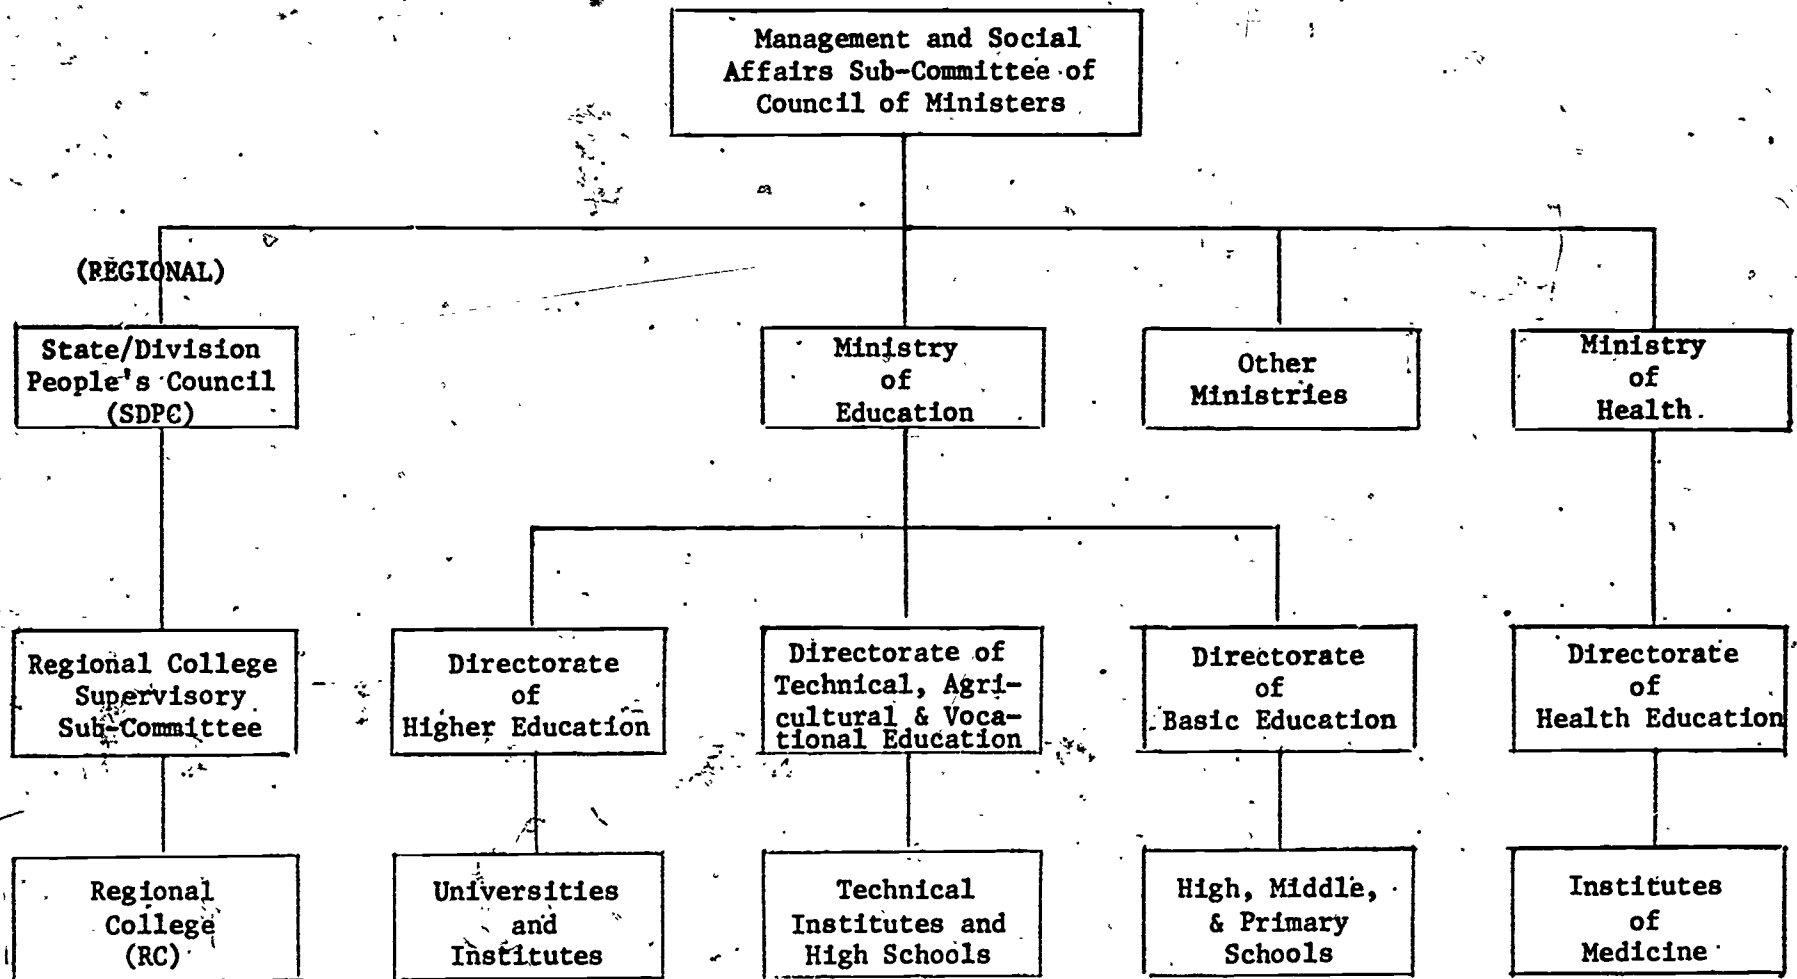 Management and Social
Affairs Sub-Committee of
Council of Ministers
(REGIONAL)
State/Division
People's Council
(SDPC)
Ministry
of
Education
Other
Ministries
Ministry
of
Health
Regional College
Supervisory
Sub-Committee
Directorate
of
Higher Education
Directorate of
Technical, Agri-
cultural & Voca-
tional Education
Directorate
of
Basic Education
Directorate
of
Health Education
Regional
College
(RC)
Universities
and
Institutes
Technical
Institutes and
High Schools
High, Middle,
& Primary
Schools
Institutes
of
Medicine